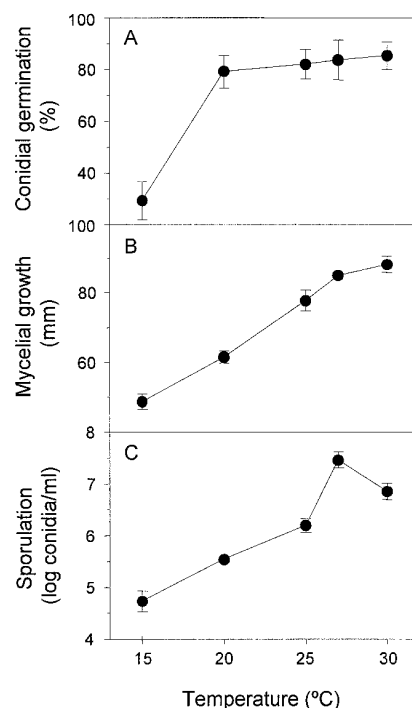 A
Conidial germination
(%)
100
80
60
40
B
Mycelial growth
(mm)
100
80
60
C
Sporulation
(log conidia/ml)
8
7
6
5
4
15 20 25 30
Temperature (ºC)